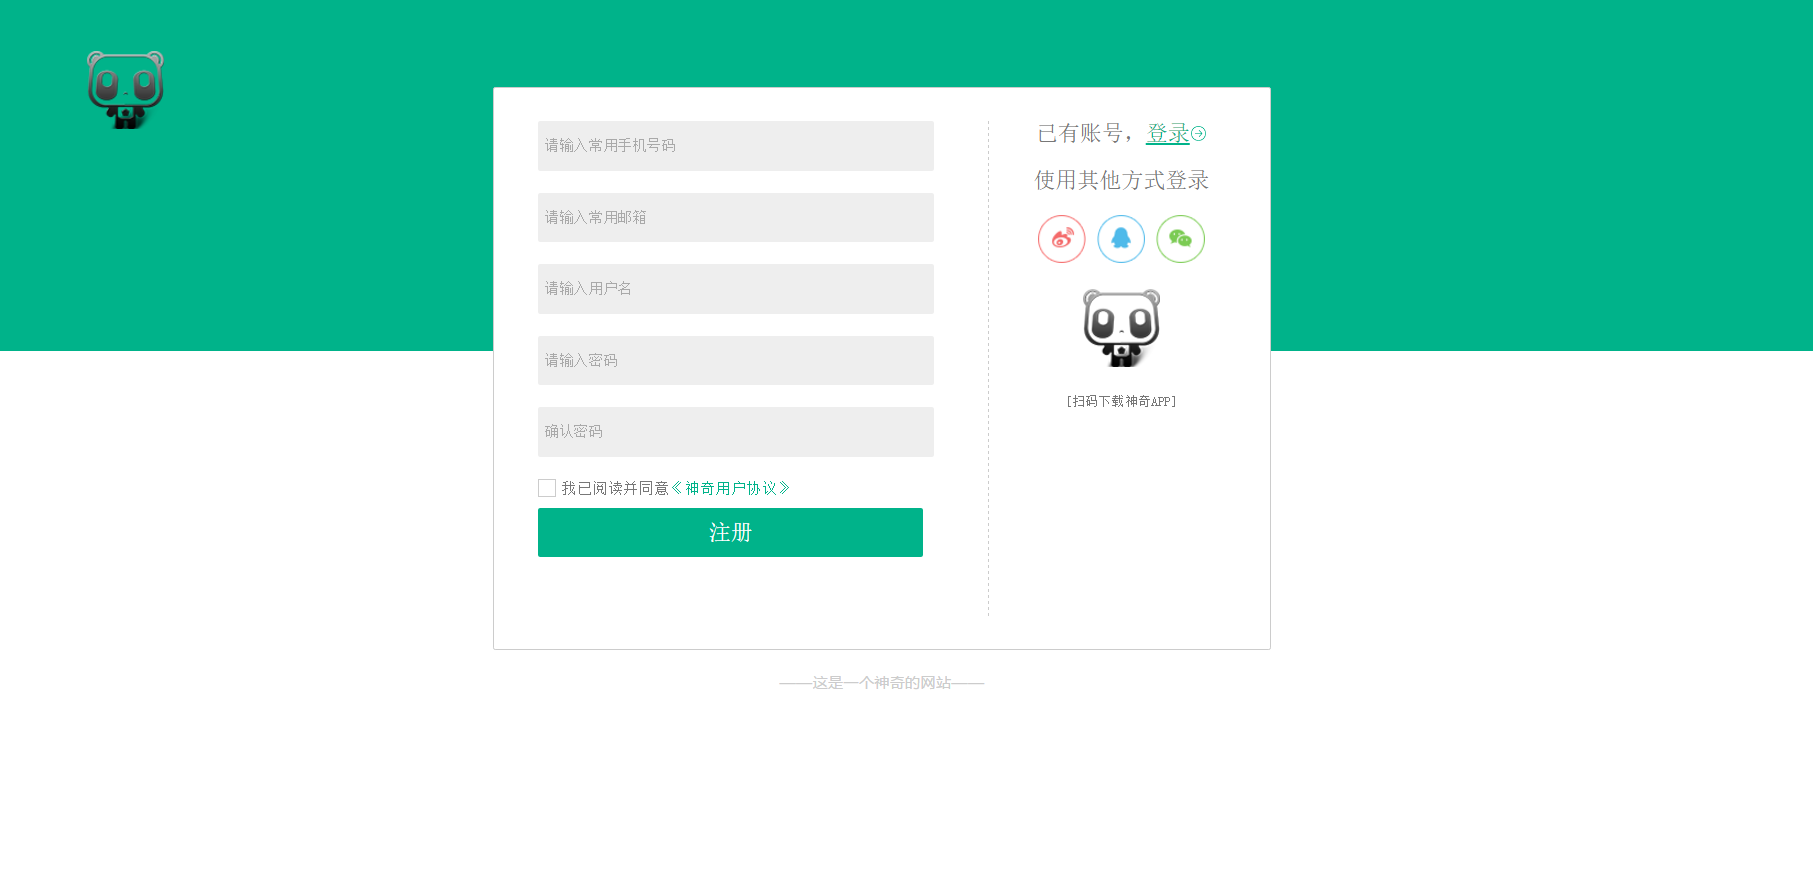 请输入常用手机号码
请输入常用邮箱
请输入用户名
请输入密码
确认密码
我已阅读并同意《神奇用户协议》
注册
已有账号，登录
使用其他方式登录
[扫码下载神奇APP]
——这是一个神奇的网站——